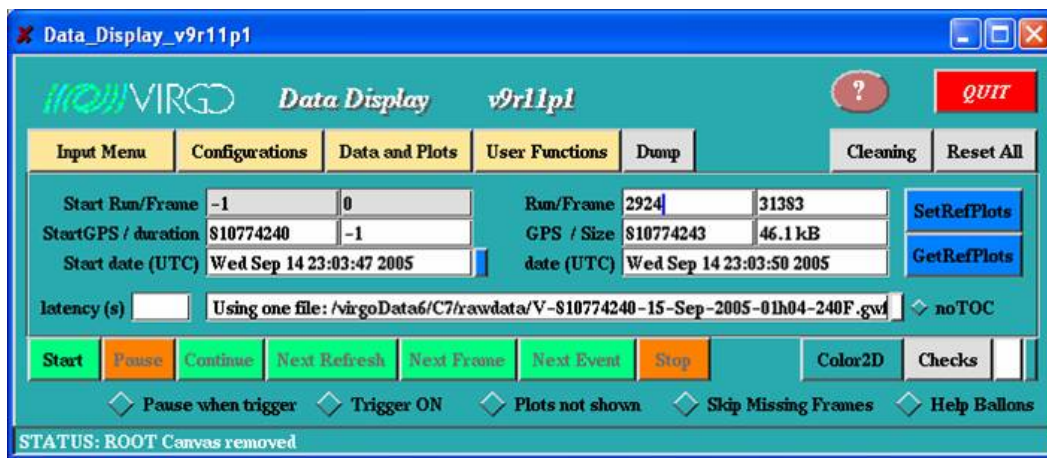 Data_Display_v9r11p1
VIRGO Data Display v9r11p1 ? QUIT
Input Menu Configurations Data and Plots User Functions Dump Cleaning Reset All
Start Run/Frame -1 0 Run/Frame 2924 31383 SetRefPlots
StartGPS / duration 810774240 -1 GPS / Size 810774243 46.1 kB
Start date (UTC) Wed Sep 14 23:03:47 2005 date (UTC) Wed Sep 14 23:03:50 2005 GetRefPlots
latency (s) Using one file: /virgoData6/C7/rawdata/V-810774240-15-Sep-2005-01h04-240F.gwf noTOC
Start Pause Continue Next Refresh Next Frame Next Event Stop Color2D Checks
Pause when trigger Trigger ON Plots not shown Skip Missing Frames Help Ballons
STATUS: ROOT Canvas removed